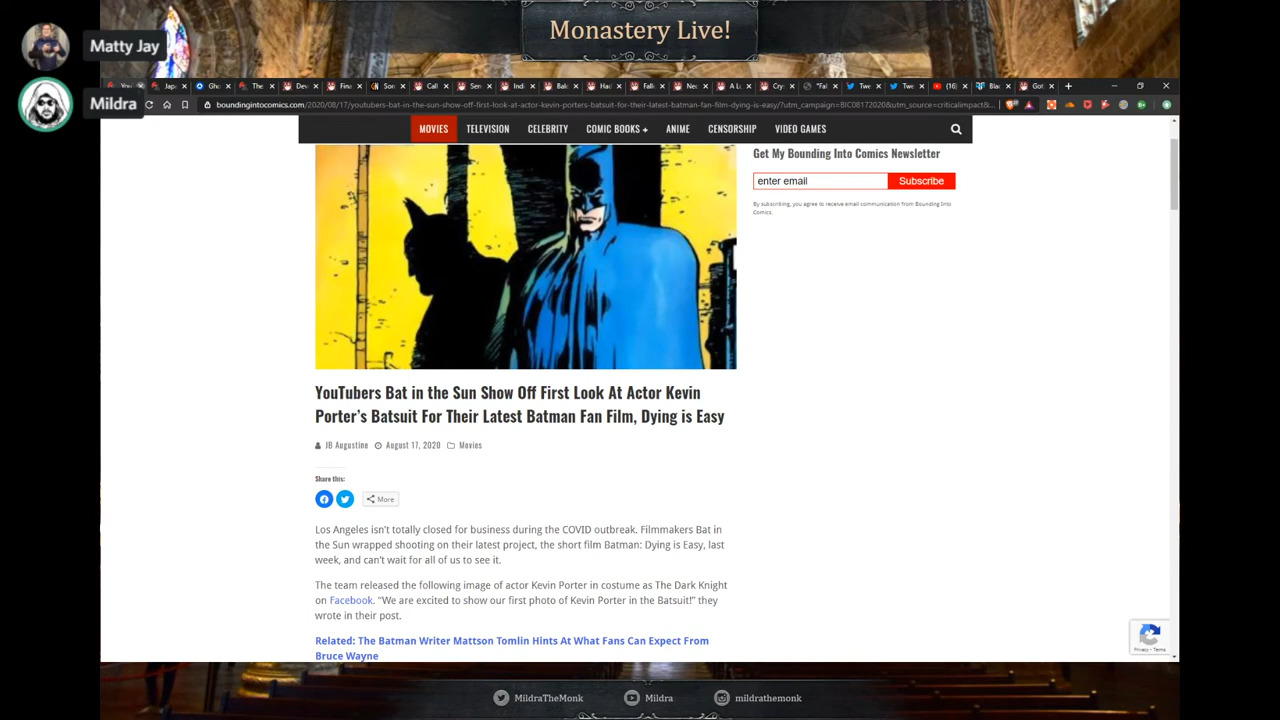 Monastery Live!
Matty Jay
Mildra
boundingintocomics.com/2020/08/17/youtubers-bat-in-the-sun-show-off-first-look-at-actor-kevin-porters-batsuit-for-their-latest-batman-fan-film-dying-is-easy/?utm_campaign=BIC08172020&utm_source=criticalimpact&...
MOVIES TELEVISION CELEBRITY COMIC BOOKS + ANIME CENSORSHIP VIDEO GAMES
Get My Bounding Into Comics Newsletter
enter email Subscribe
By subscribing, you agree to receive email communication from Bounding Into
Comics.
YouTubers Bat in the Sun Show Off First Look At Actor Kevin
Porter's Batsuit For Their Latest Batman Fan Film, Dying is Easy
JB Augustine August 17, 2020 Movies
Share this:
More
Los Angeles isn't totally closed for business during the COVID outbreak. Filmmakers Bat in
the Sun wrapped shooting on their latest project, the short film Batman: Dying is Easy, last
week, and can't wait for all of us to see it.
The team released the following image of actor Kevin Porter in costume as The Dark Knight
on Facebook. “We are excited to show our first photo of Kevin Porter in the Batsuit!” they
wrote in their post.
Related: The Batman Writer Mattson Tomlin Hints At What Fans Can Expect From
Bruce Wayne
Privacy - Terms
MildraTheMonk Mildra mildrathemonk